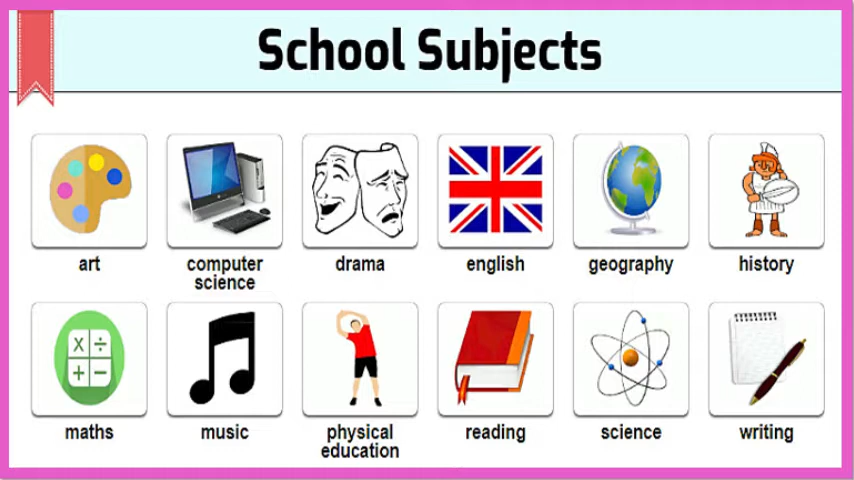 School Subjects
art
computer
science
drama
english
geography
history
maths
music
physical
education
reading
science
writing